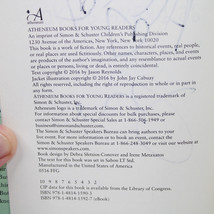 A
ATHENEUM BOOKS FOR YOUNG READERS
An imprint of Simon & Schuster Children's Publishing Division
1230 Avenue of the Americas, New York, New York 10020
This book is a work of fiction. Any references to historical events, real people,
or real places are used fictitiously. Other names, characters, places, and events
are products of the author's imagination, and any resemblance to actual events
or places or persons, living or dead, is entirely coincidental.
Text copyright © 2016 by Jason Reynolds
Jacket illustration copyright © 2016 by John Jay Cabuay
All rights reserved, including the right of reproduction in whole or in part in
any form.
ATHENEUM BOOKS FOR YOUNG READERS is a registered trademark of
Simon & Schuster, Inc.
Atheneum logo is a trademark of Simon & Schuster, Inc.
For information about special discounts for bulk purchases, please
contact Simon & Schuster Special Sales at 1-866-506-1949 or
business@simonandschuster.com.
The Simon & Schuster Speakers Bureau can bring authors to your
live event. For more information or to book an event, contact the
Simon & Schuster Speakers Bureau at 1-866-248-3049 or visit our website
at www.simonspeakers.com.
Book design by Debra Sfetsios-Conover and Irene Metaxatos
The text for this book was set in Sabon LT Std.
Manufactured in the United States of America
0716 FFG
10 9 8 7 6 5 4 3 2
CIP data for this book is available from the Library of Congress.
ISBN 978-1-4814-5015-7
ISBN 978-1-4814-5017-1 (eBook)